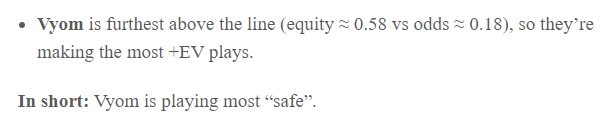 • Vyom is furthest above the line (equity ≈ 0.58 vs odds ≈ 0.18), so they’re
making the most +EV plays.
In short: Vyom is playing most “safe”.